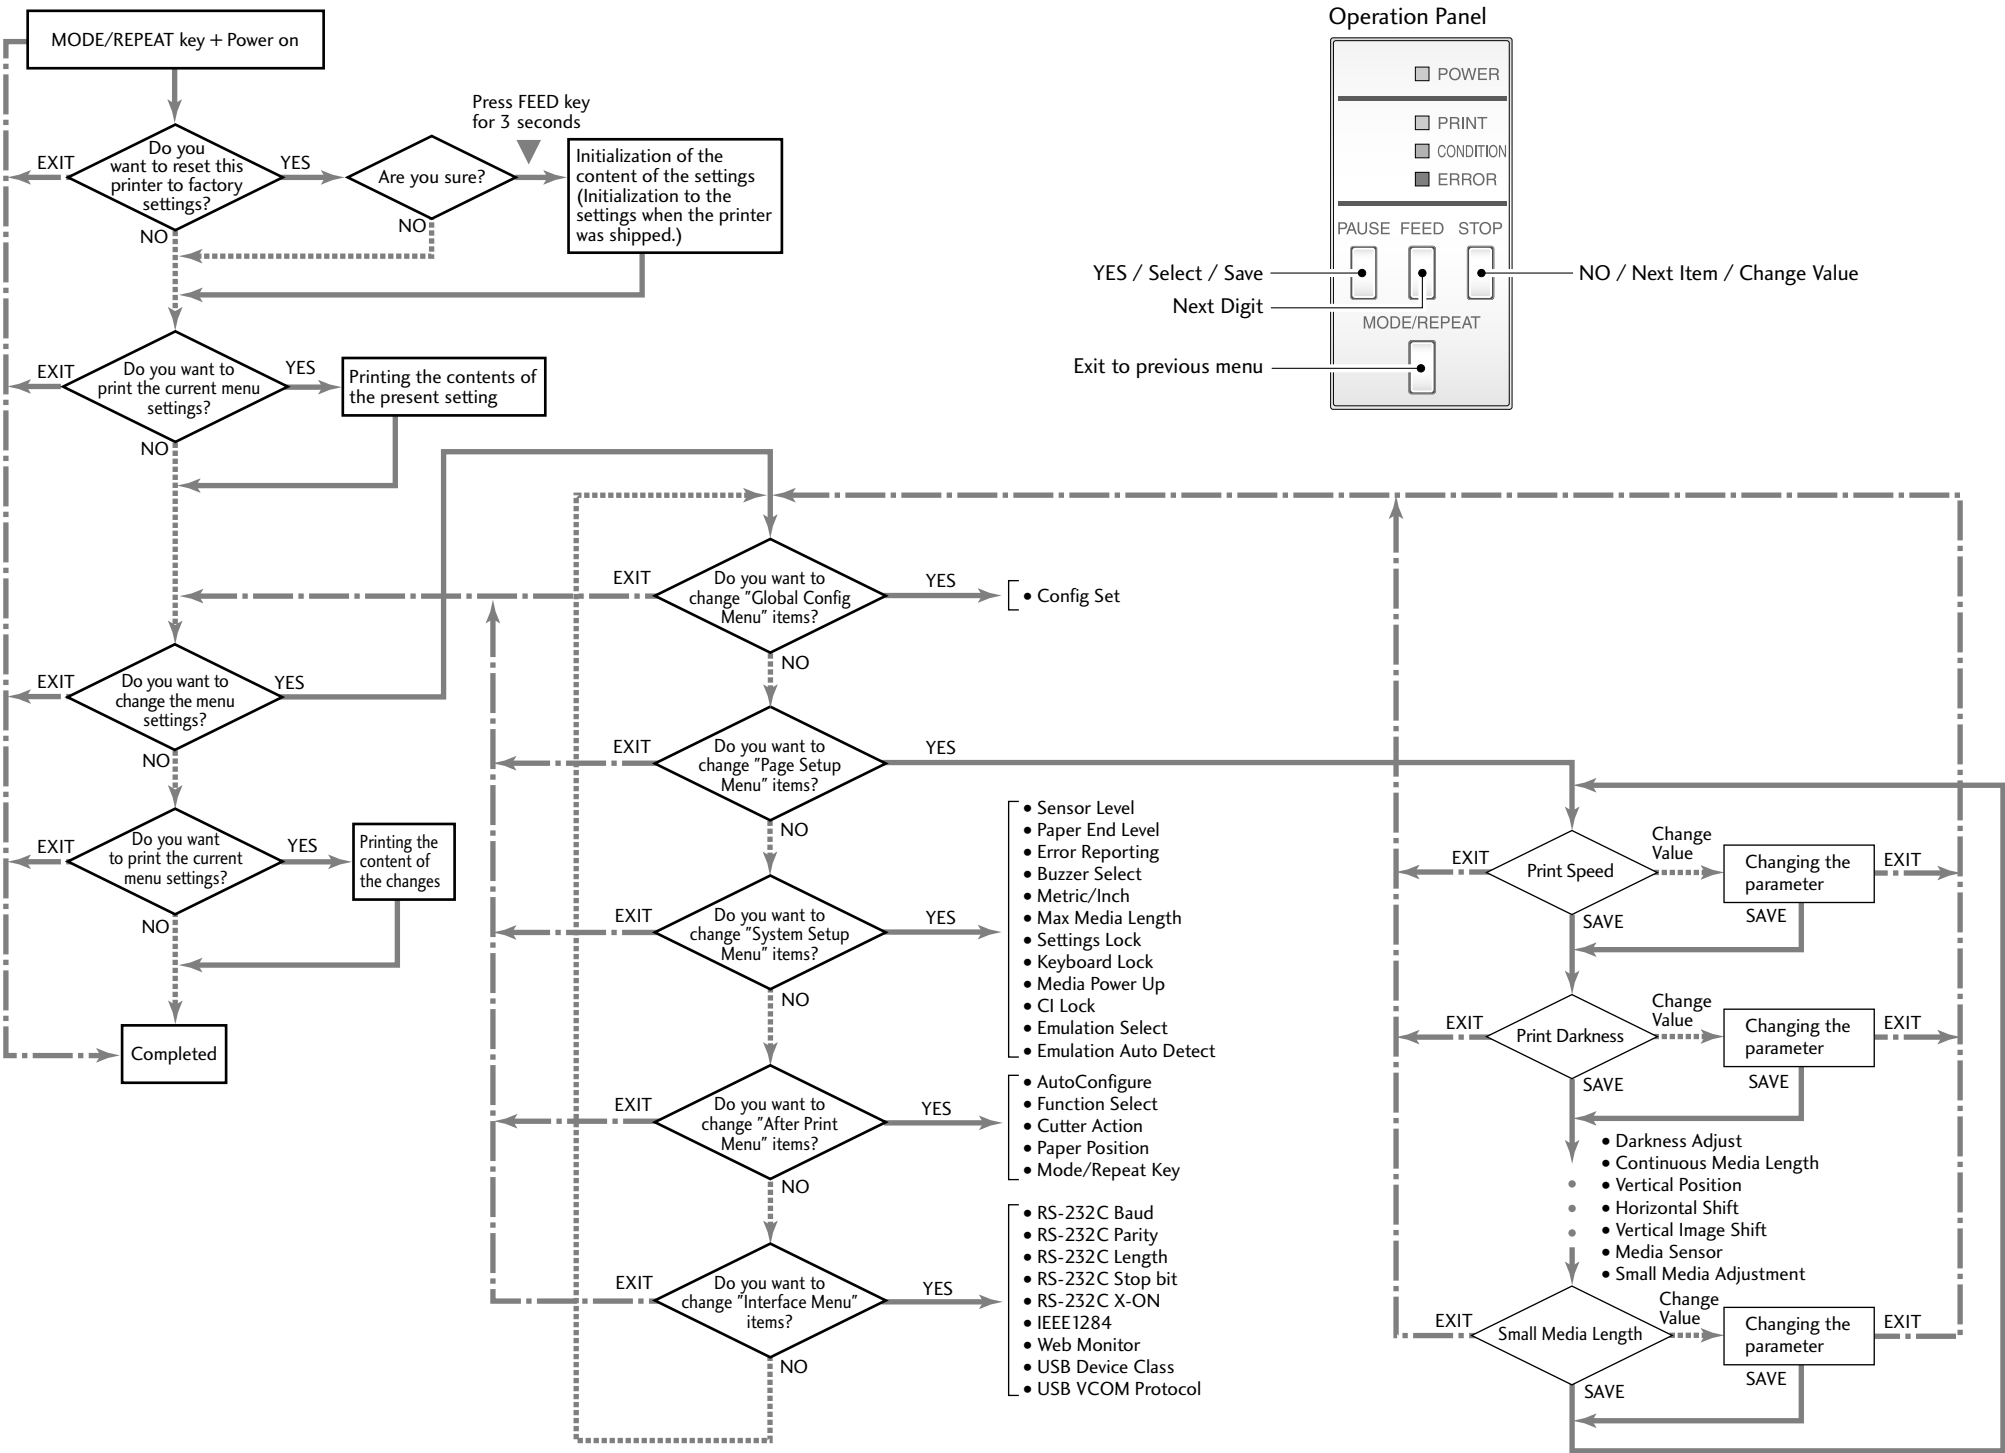 MODE/REPEAT key + Power on
Do you
want to reset this
printer to factory
settings?
EXIT
YES
NO
Are you sure?
NO
Press FEED key
for 3 seconds
Initialization of the
content of the settings
(Initialization to the
settings when the printer
was shipped.)
Do you want to
print the current menu
settings?
EXIT
YES
NO
Printing the contents of
the present setting
Do you want to
change the menu
settings?
EXIT
YES
NO
Do you want
to print the current
menu settings?
EXIT
YES
NO
Printing the
content of
the changes
Completed
Operation Panel
POWER
PRINT
CONDITION
ERROR
PAUSE FEED STOP
MODE/REPEAT
YES / Select / Save
Next Digit
Exit to previous menu
NO / Next Item / Change Value
Do you want to
change "Global Config
Menu" items?
EXIT
YES
NO
• Config Set
Do you want to
change "Page Setup
Menu" items?
EXIT
YES
NO
Do you want to
change "System Setup
Menu" items?
EXIT
YES
NO
• Sensor Level
• Paper End Level
• Error Reporting
• Buzzer Select
• Metric/Inch
• Max Media Length
• Settings Lock
• Keyboard Lock
• Media Power Up
• CI Lock
• Emulation Select
• Emulation Auto Detect
Do you want to
change "After Print
Menu" items?
EXIT
YES
NO
• AutoConfigure
• Function Select
• Cutter Action
• Paper Position
• Mode/Repeat Key
Do you want to
change "Interface Menu"
items?
EXIT
YES
NO
• RS-232C Baud
• RS-232C Parity
• RS-232C Length
• RS-232C Stop bit
• RS-232C X-ON
• IEEE1284
• Web Monitor
• USB Device Class
• USB VCOM Protocol
Print Speed
EXIT
Change
Value
Changing the
parameter
EXIT
SAVE
SAVE
Print Darkness
EXIT
Change
Value
Changing the
parameter
EXIT
SAVE
SAVE
• Darkness Adjust
• Continuous Media Length
• Vertical Position
• Horizontal Shift
• Vertical Image Shift
• Media Sensor
• Small Media Adjustment
Small Media Length
EXIT
Change
Value
Changing the
parameter
EXIT
SAVE
SAVE